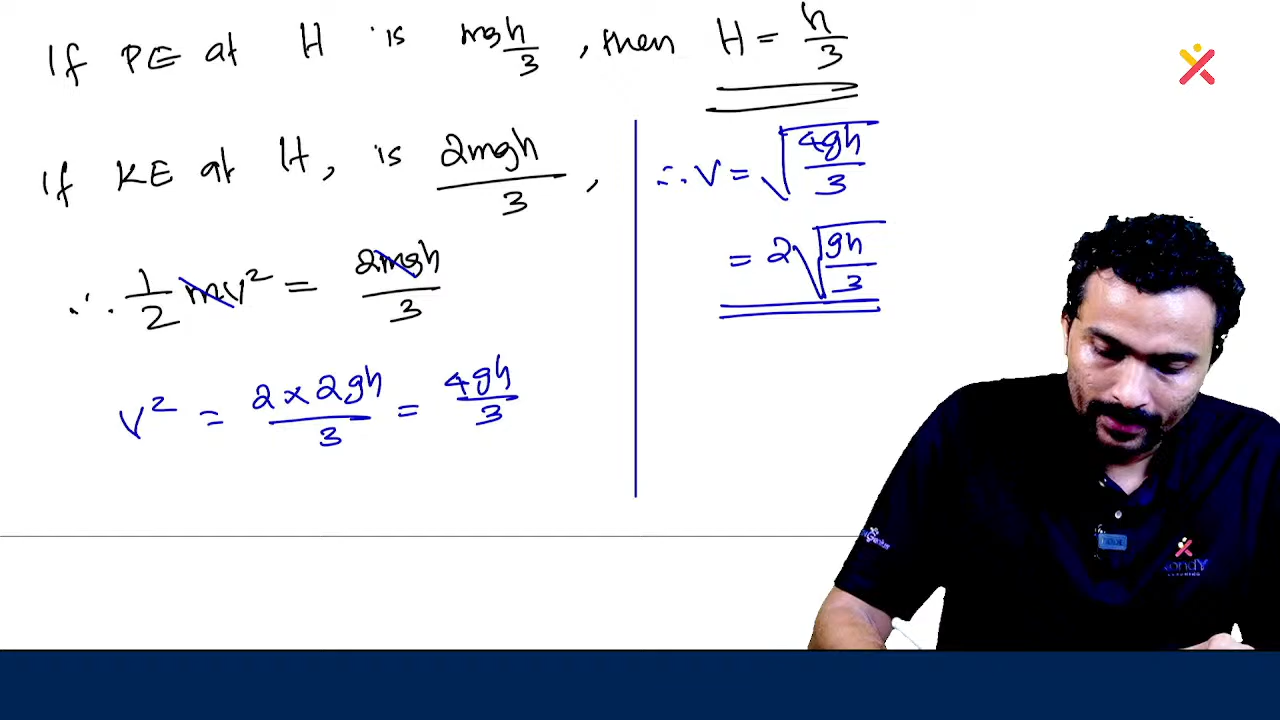 If PE at H is mgh/3, then H = h/3
If KE at H, is 2mgh/3,
∴ 1/2 mv² = 2mgh/3
v² = 2 × 2gh/3 = 4gh/3
∴ v = √(4gh/3)
= 2√(gh/3)